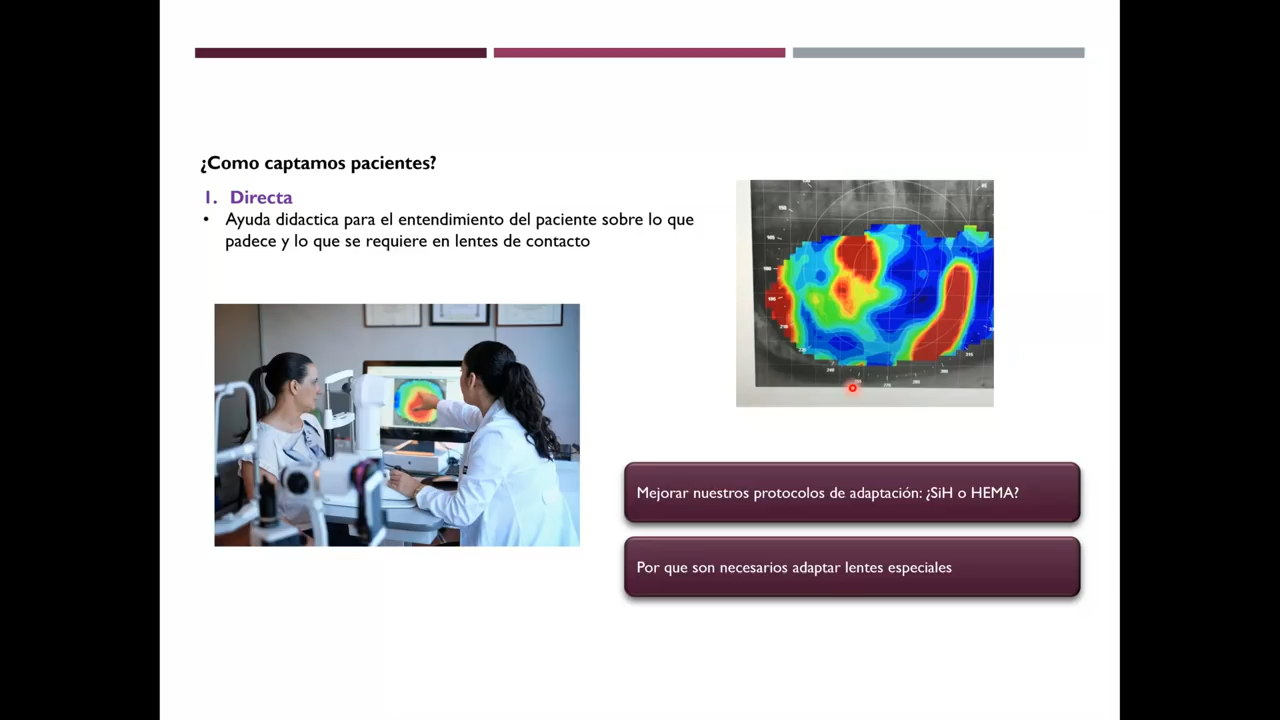 ¿Como captamos pacientes?
1. Directa
• Ayuda didactica para el entendimiento del paciente sobre lo que
padece y lo que se requiere en lentes de contacto
Mejorar nuestros protocolos de adaptación: ¿SiH o HEMA?
Por que son necesarios adaptar lentes especiales